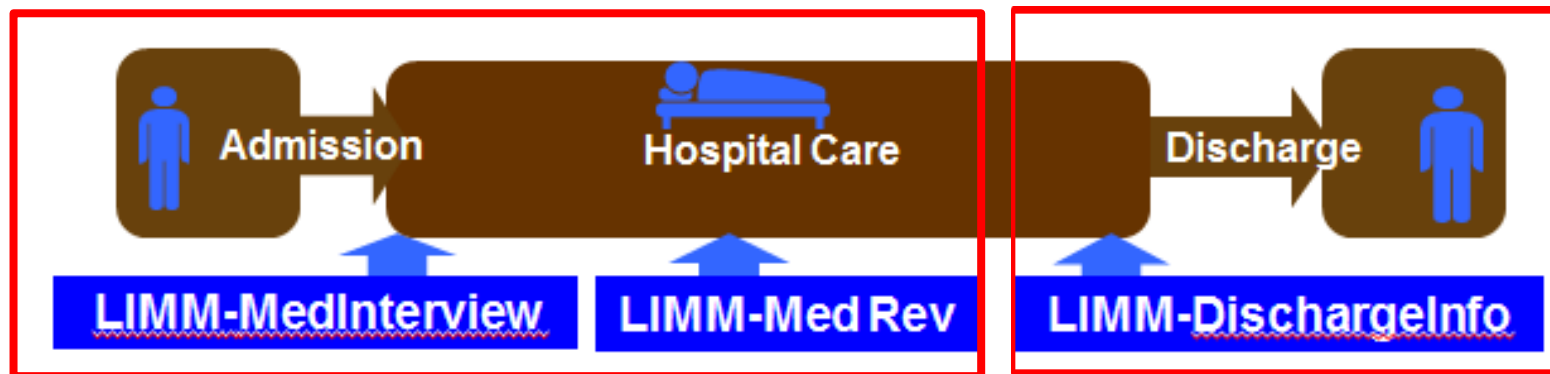 Admission
Hospital Care
Discharge
LIMM-MedInterview
LIMM-Med Rev
LIMM-DischargeInfo